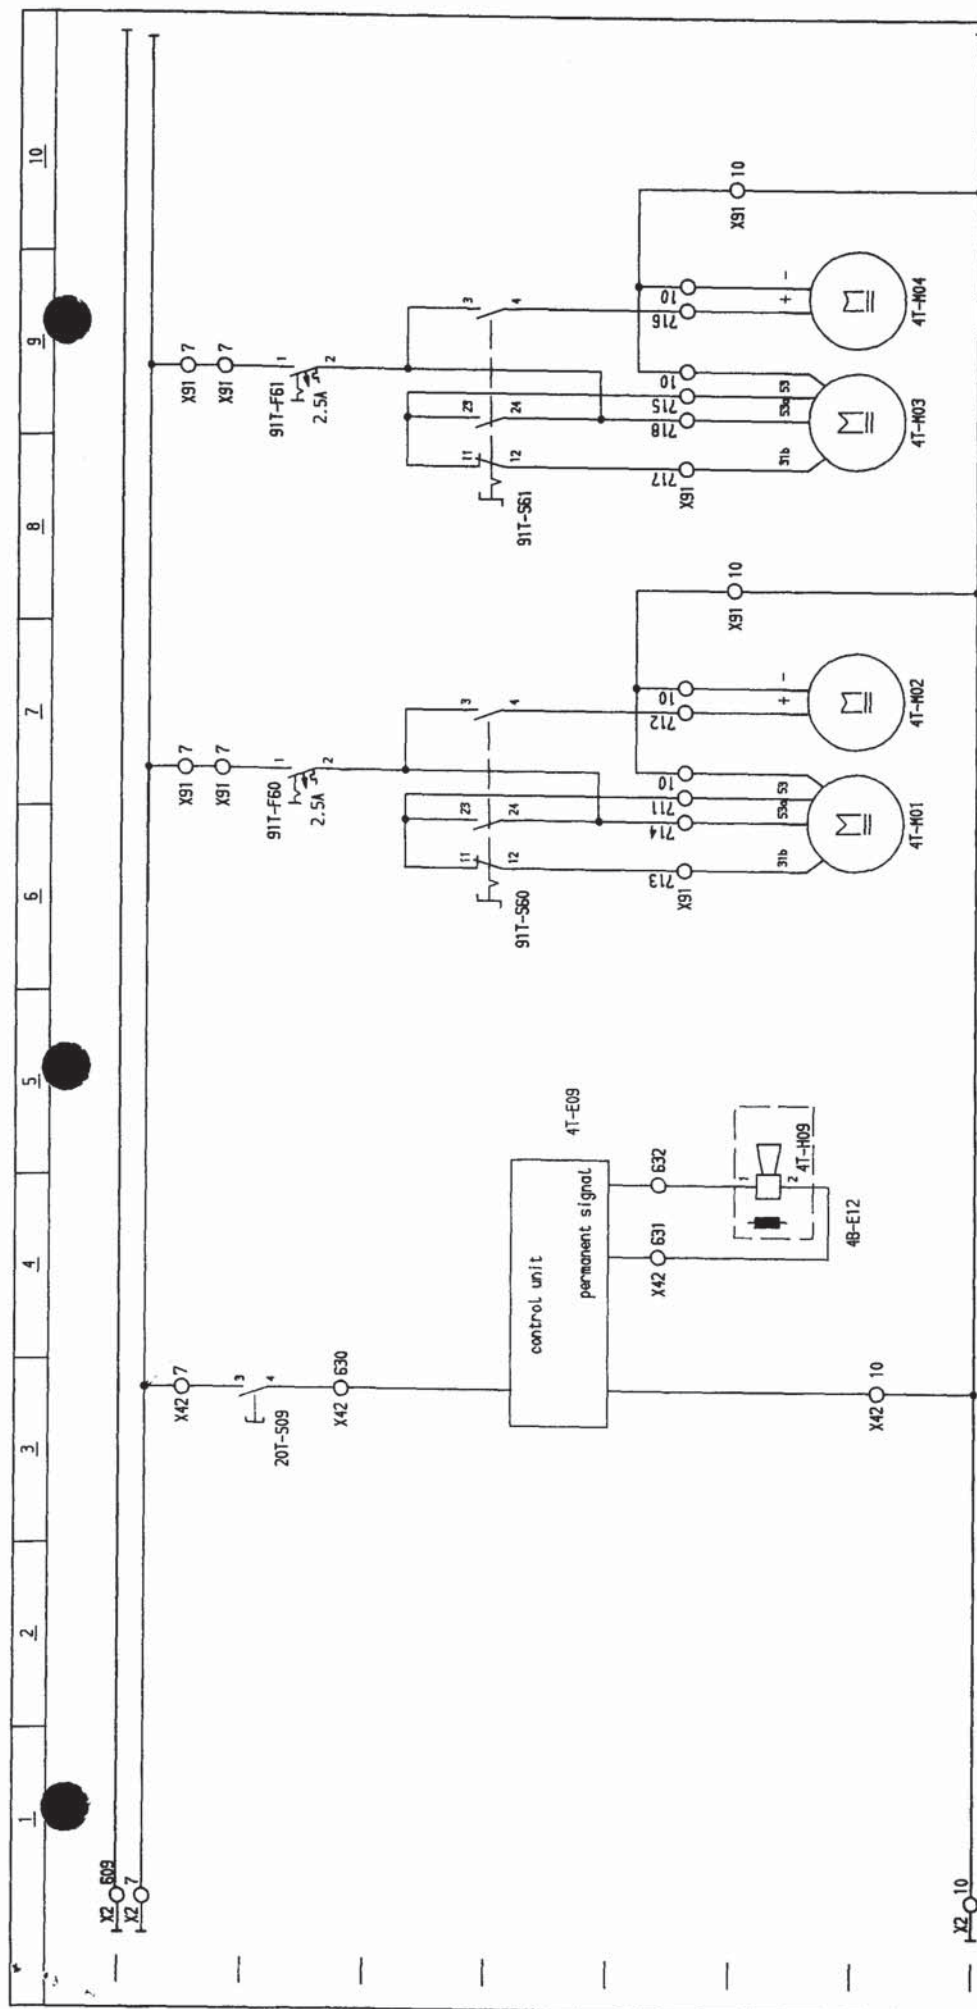 1 2 3 4 5 6 7 8 9 10
X2 609
X2 7
X42 7
3
4
20T-S09
X42 630
control unit
permanent signal
4T-E09
X42 631
632
1
2
4T-H09
4B-E12
X42 10
X2 10
X91 7
X91 7
91T-F60
1
2
2.5A
11
12
23
24
3
4
91T-S60
X91
713
714
711
10
712
10
31b
53a
53
+ -
M
M
4T-M01
4T-M02
X91 10
X91 7
X91 7
91T-F61
1
2
2.5A
11
12
23
24
3
4
91T-S61
X91
717
718
715
10
716
10
31b
53a
53
+ -
M
M
4T-M03
4T-M04
X91 10